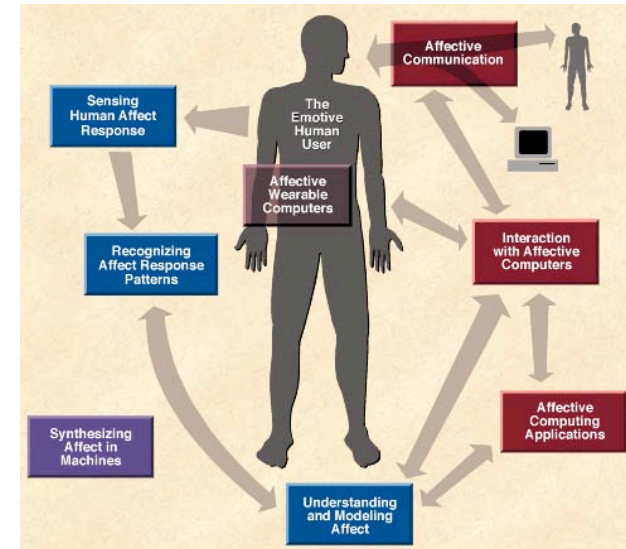 Affective
Communication
Sensing
Human Affect
Response
The
Emotive
Human
User
Affective
Wearable
Computers
Recognizing
Affect Response
Patterns
Interaction
with Affective
Computers
Affective
Computing
Applications
Synthesizing
Affect in
Machines
Understanding
and Modeling
Affect